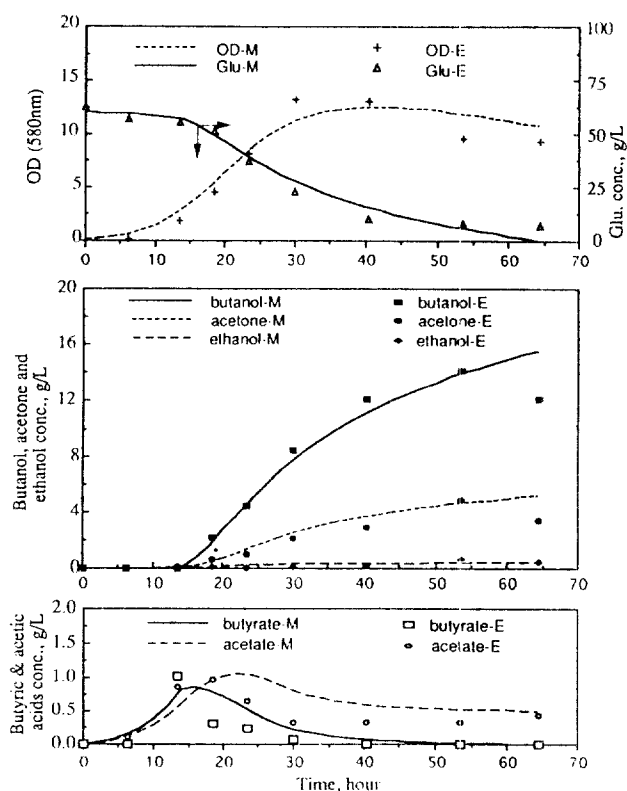 20 100
OD-M OD-E
Glu-M Glu-E
15 75
10 50
5 25
0 0
OD (580nm)
Glu. conc., g/L
0 10 20 30 40 50 60 70
20
butanol-M butanol-E
acetone-M acetone-E
16
ethanol-M ethanol-E
12
8
4
0
Butanol, acetone and
ethanol conc., g/L
0 10 20 30 40 50 60 70
2.0
butyrate-M butyrate-E
1.5
acetate-M acetate-E
1.0
0.5
0.0
Butyric & acetic
acids conc., g/L
0 10 20 30 40 50 60 70
Time, hour